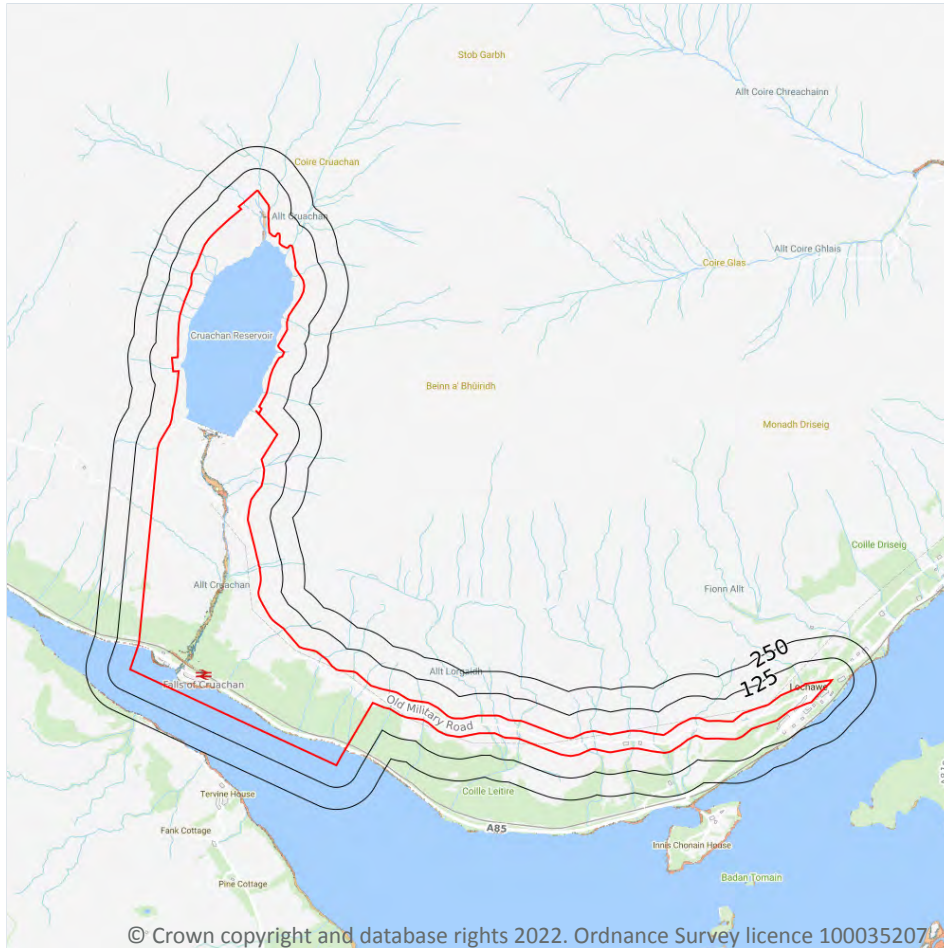 Stob Garbh
Allt Coire Chreachainn
Coire Cruachan
Allt Cruachan
Allt Coire Ghlais
Coire Glas
Cruachan Reservoir
Beinn a' Bhùiridh
Monadh Driseig
Coille Driseig
Allt Cruachan
Fionn Allt
250
Allt Lorgaidh
125
Falls of Cruachan
Lochawe
Old Military Road
Tervine House
Coille Leitire
A85
Fank Cottage
Innis Chonain House
Pine Cottage
Badan Tomain
© Crown copyright and database rights 2022. Ordnance Survey licence 100035207.